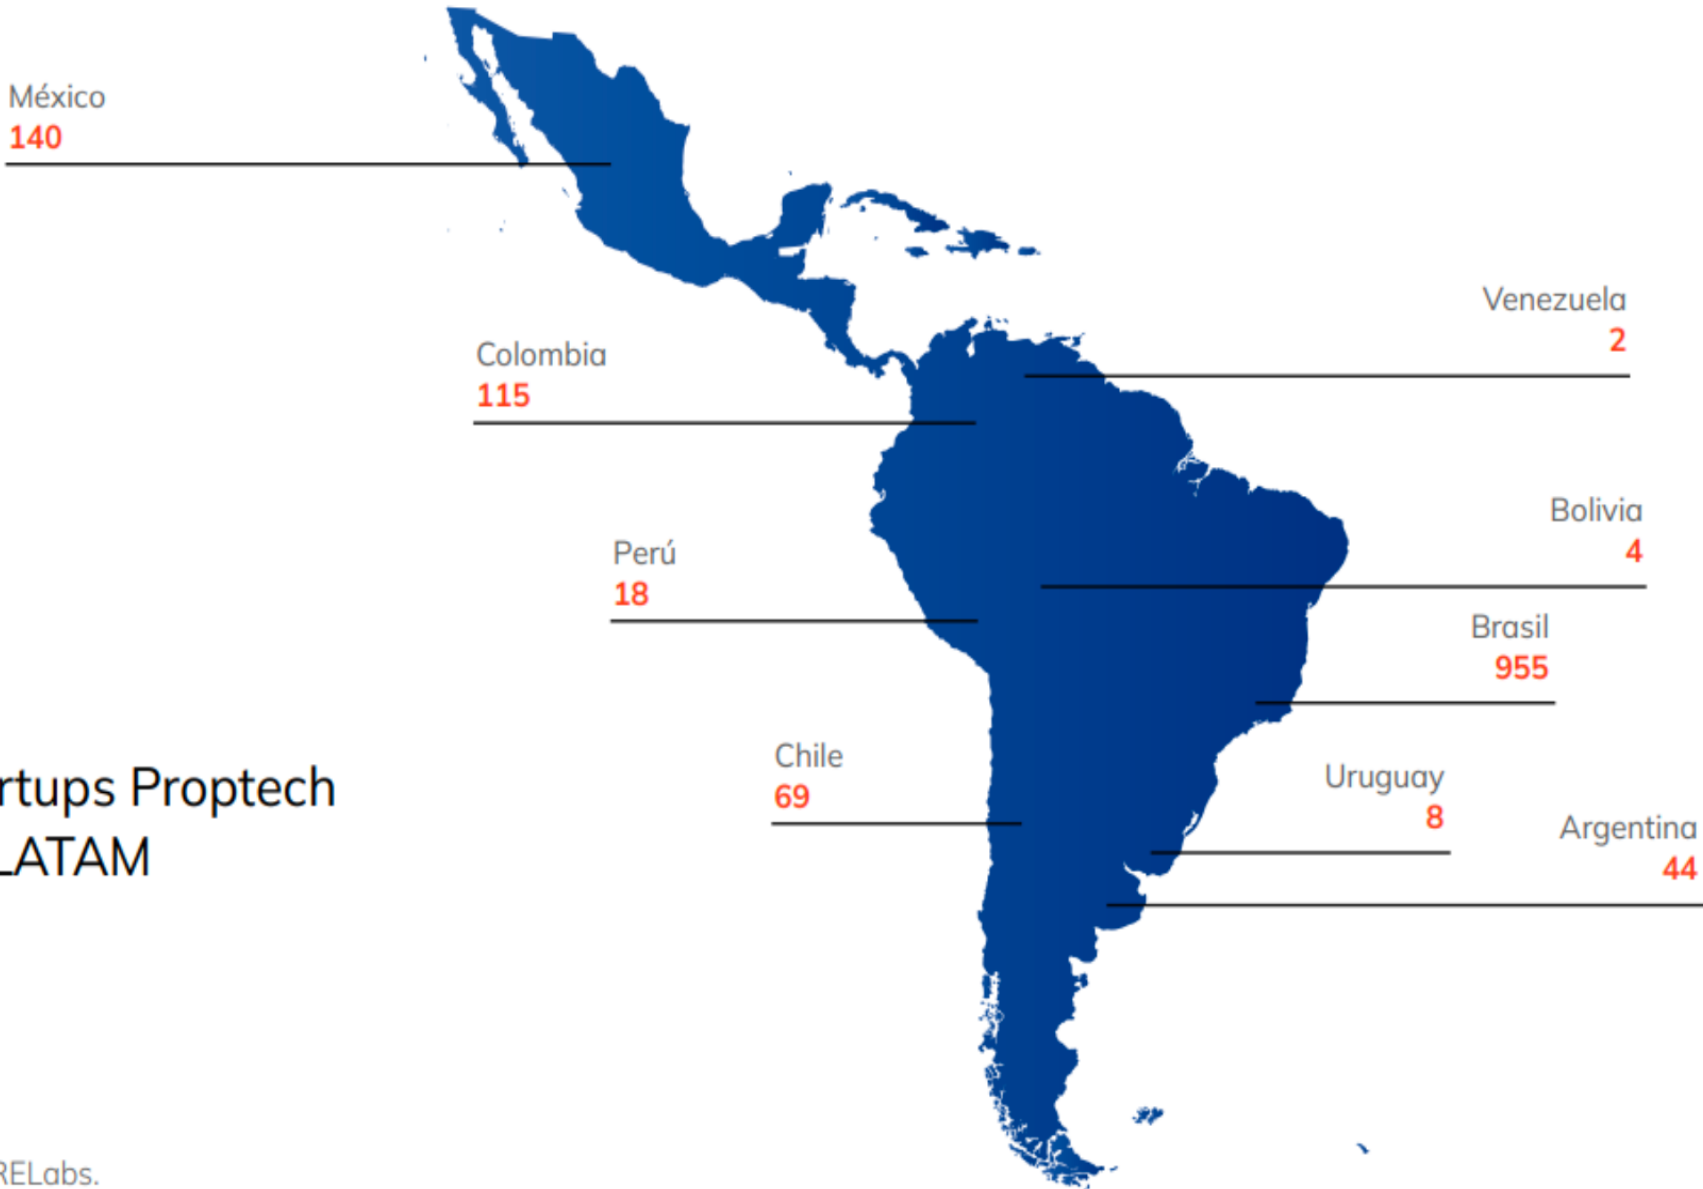 México
140
Venezuela
2
Colombia
115
Bolivia
4
Perú
18
Brasil
955
Chile
69
Uruguay
8
Argentina
44
rtups Proptech
LATAM
RELabs.